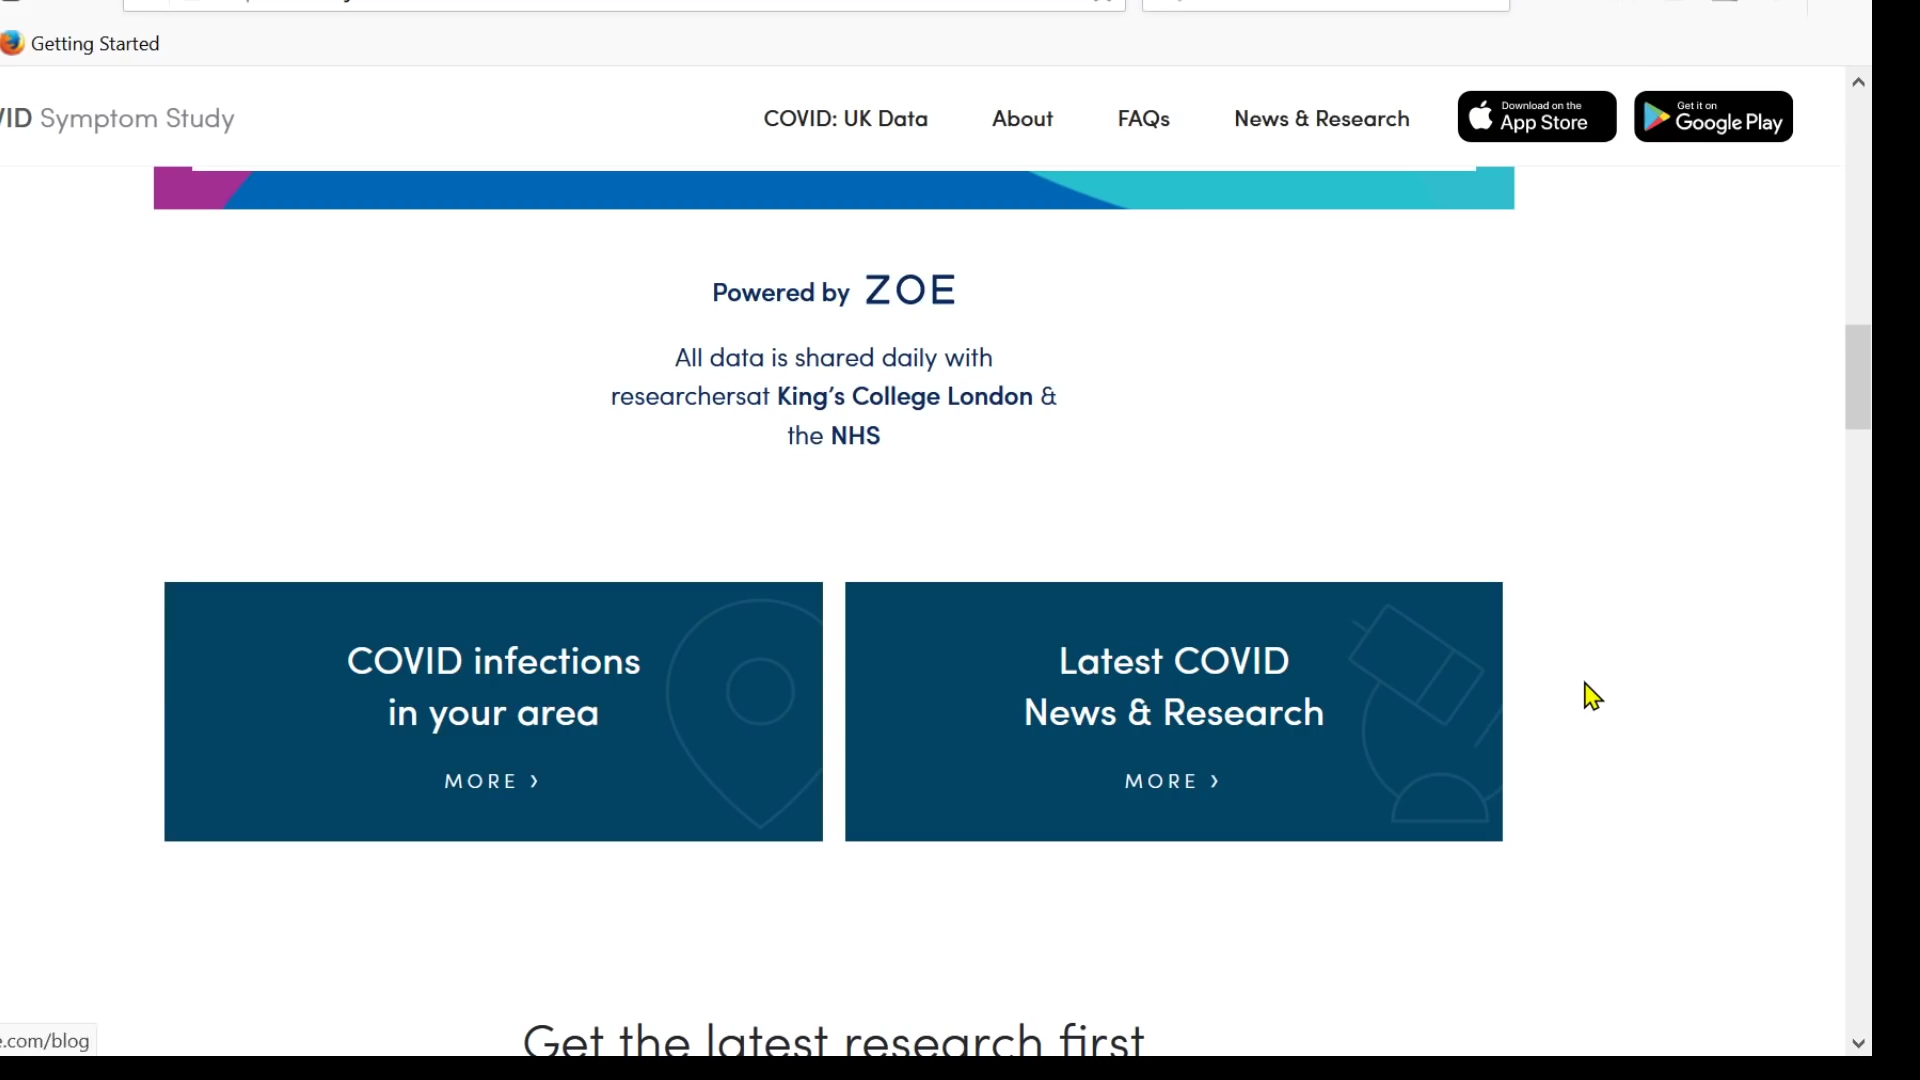 Getting Started
VID Symptom Study
COVID: UK Data
About
FAQs
News & Research
Download on the
App Store
Get it on
Google Play
Powered by ZOE
All data is shared daily with
researchersat King's College London &
the NHS
COVID infections
in your area
MORE ›
Latest COVID
News & Research
MORE ›
Get the latest research first
e.com/blog